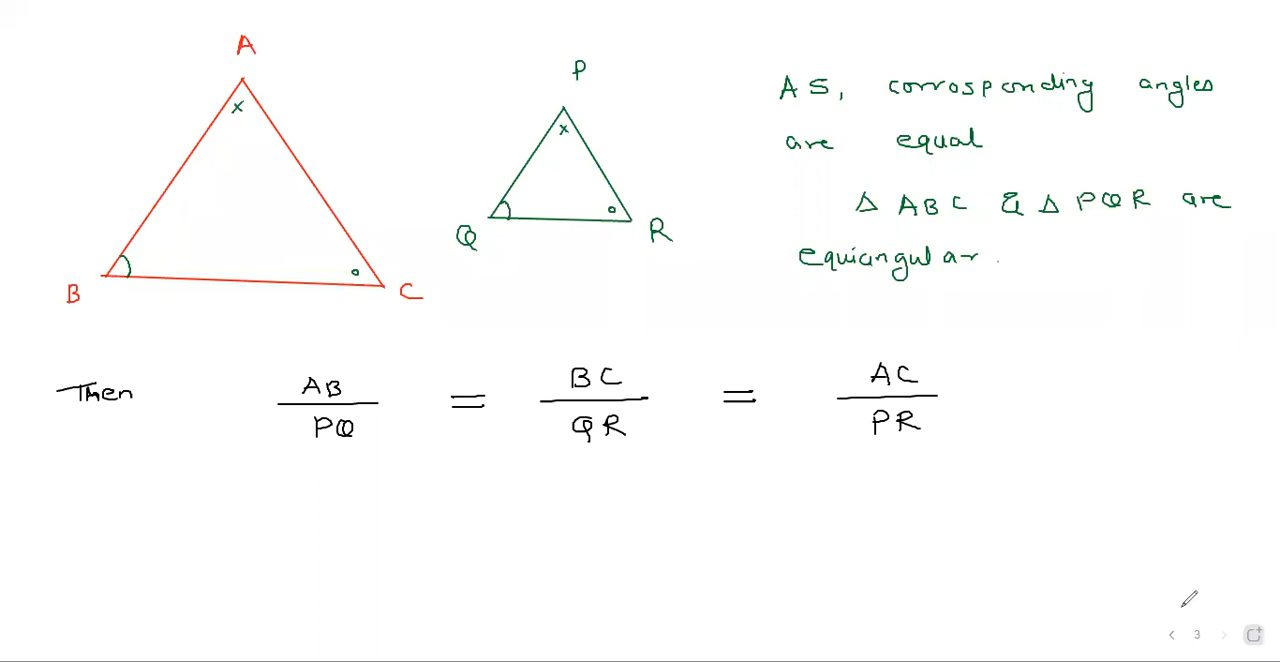 A
P
x
x
B
C
Q
R
AS, corrosponding angles
are equal
Δ ABC & Δ PQR are
equiangular.
Then AB/PQ = BC/QR = AC/PR
3